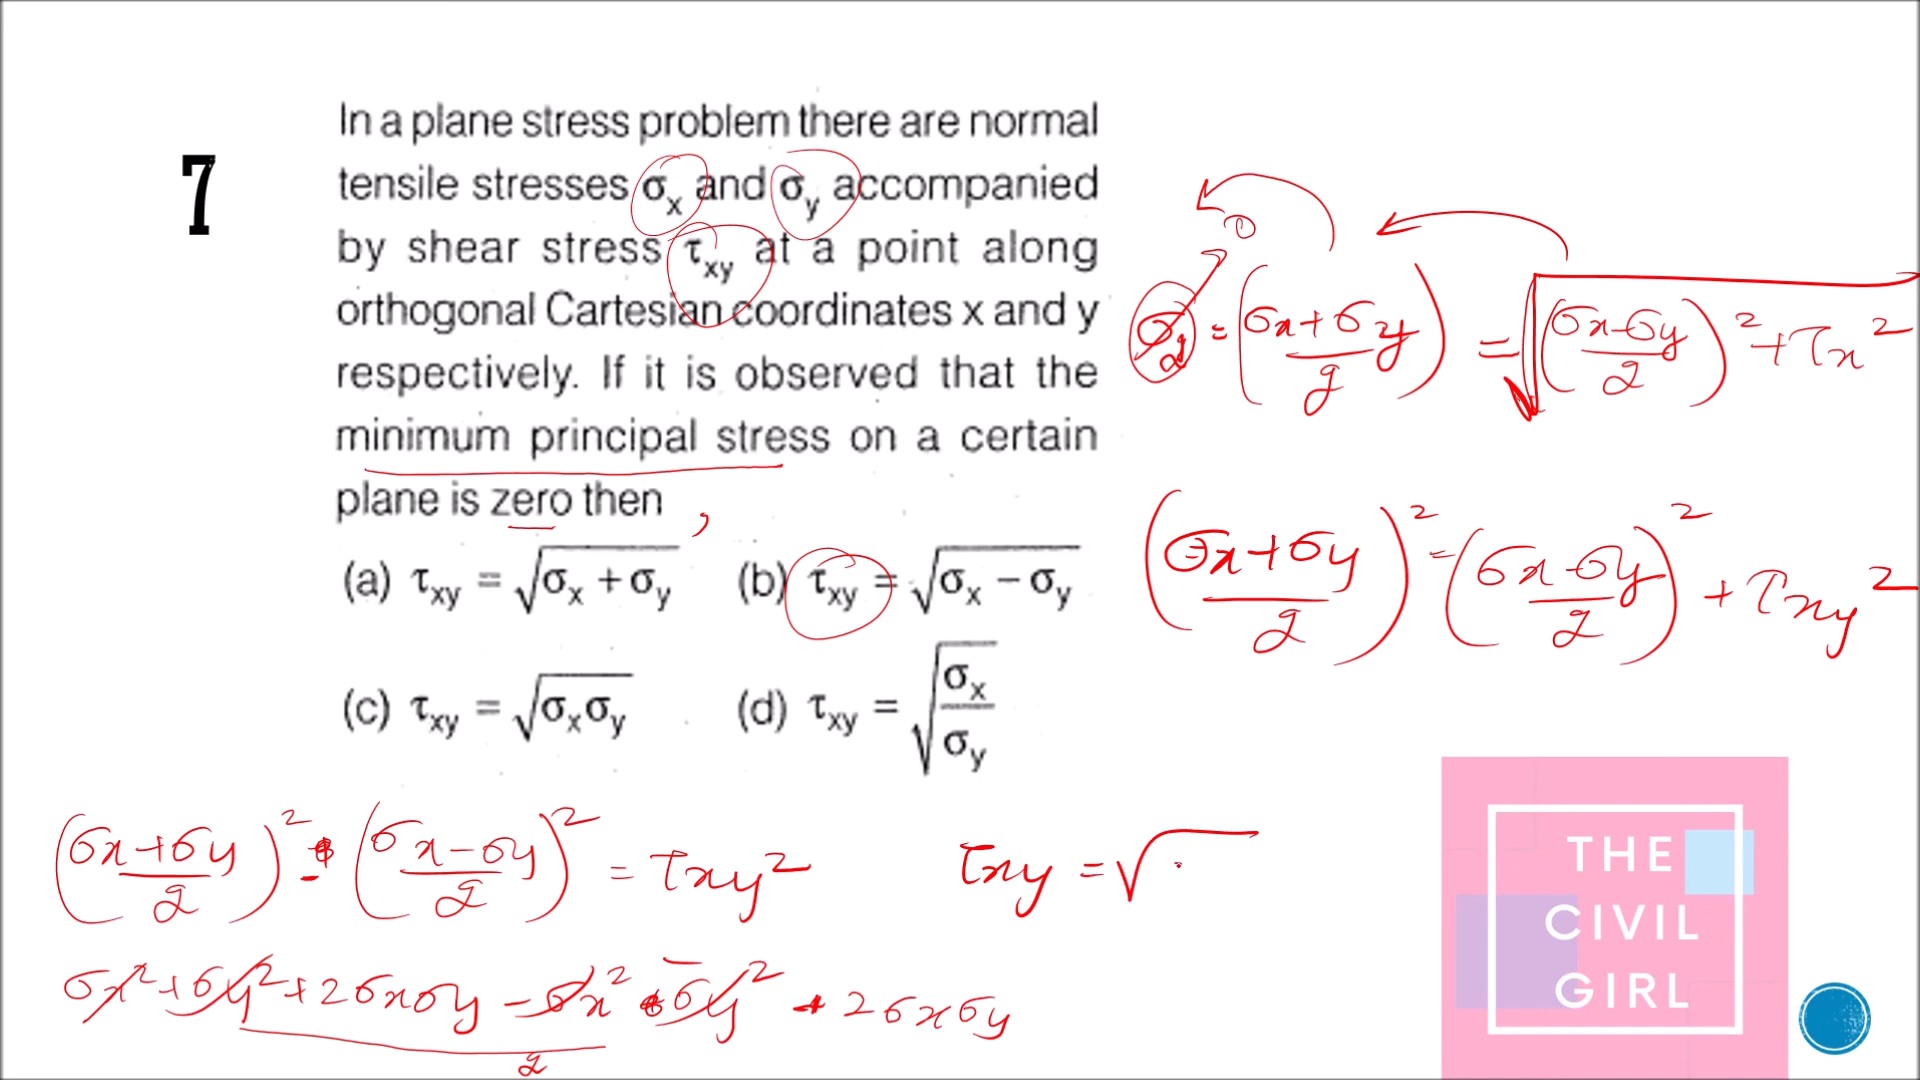 7
In a plane stress problem there are normal
tensile stresses σx and σy accompanied
by shear stress τxy at a point along
orthogonal Cartesian coordinates x and y
respectively. If it is observed that the
minimum principal stress on a certain
plane is zero then ,
(a) τxy = √(σx + σy) (b) τxy = √(σx − σy)
(c) τxy = √(σxσy) (d) τxy = √(σx/σy)
0
σ2 = ((σx+σy)/2) = √(((σx-σy)/2)² + τx²)
((σx+σy)/2)² = ((σx-σy)/2)² + τxy²
((σx+σy)/2)² - ((σx-σy)/2)² = τxy²
τxy = √
σx² + σy² + 2σxσy - σx² - σy² + 2σxσy
2
THE
CIVIL
GIRL